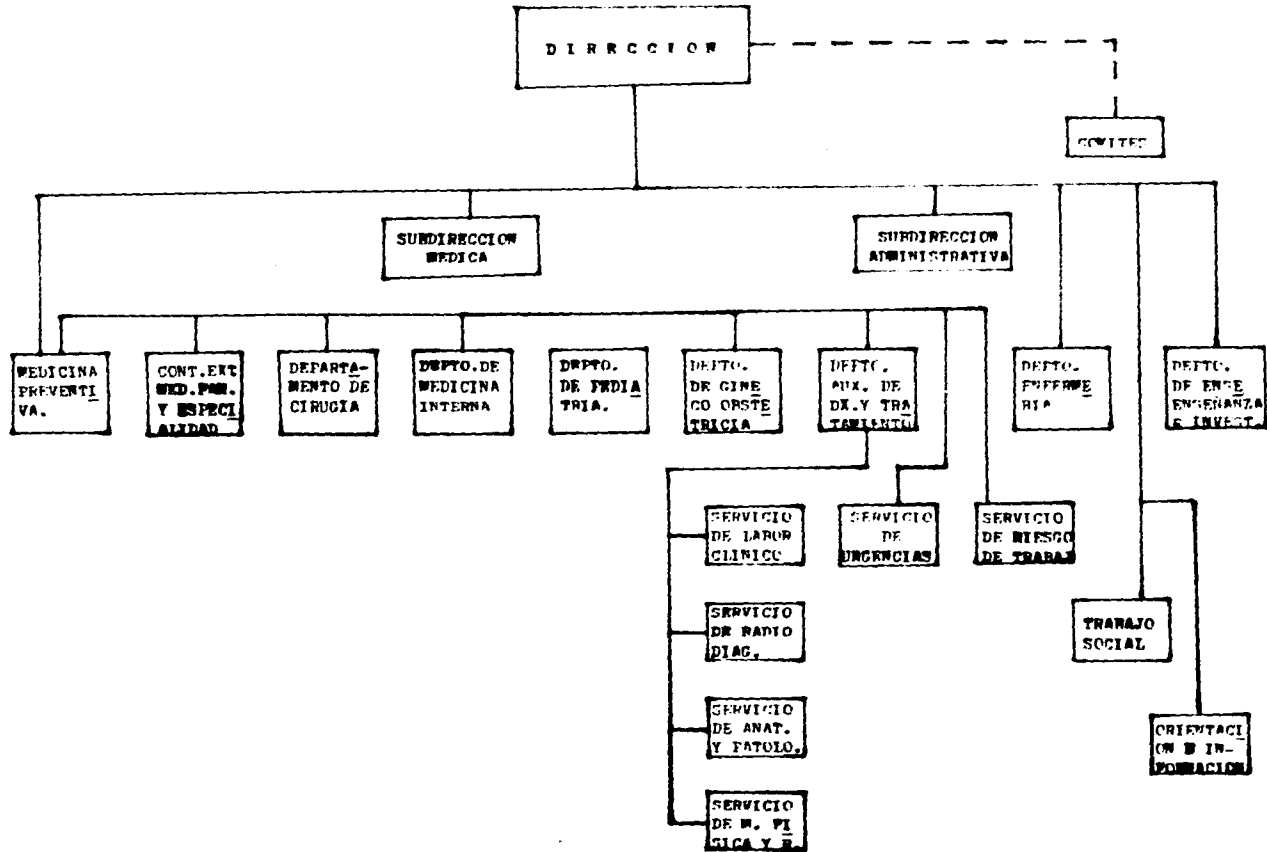 DIRECCION
COMITES
SUBDIRECCION
MEDICA
SUBDIRECCION
ADMINISTRATIVA
MEDICINA
PREVENTI
VA.
CONT.EXT
MED.FAM.
Y ESPECI
ALIDAD
DEPARTA-
MENTO DE
CIRUGIA
DEPTO.DE
MEDICINA
INTERNA
DEPTO.
DE PEDIA
TRIA.
DEPTO.
DE GINE
CO OBSTE
TRICIA
DEPTO.
AUX. DE
DX.Y TRA
TAMIENTO
DEPTO.
ENFERME
RIA
DEPTO.
DE ENSE
ENSEÑANZA
E INVEST.
SERVICIO
DE LABOR
CLINICO
SERVICIO
DE
URGENCIAS
SERVICIO
DE RIESGO
DE TRABAJ
SERVICIO
DE RADIO
DIAG.
TRABAJO
SOCIAL
SERVICIO
DE ANAT.
Y PATOLO.
ORIENTACI
ON E IN-
FORMACION
SERVICIO
DE M. FI
SICA Y R.